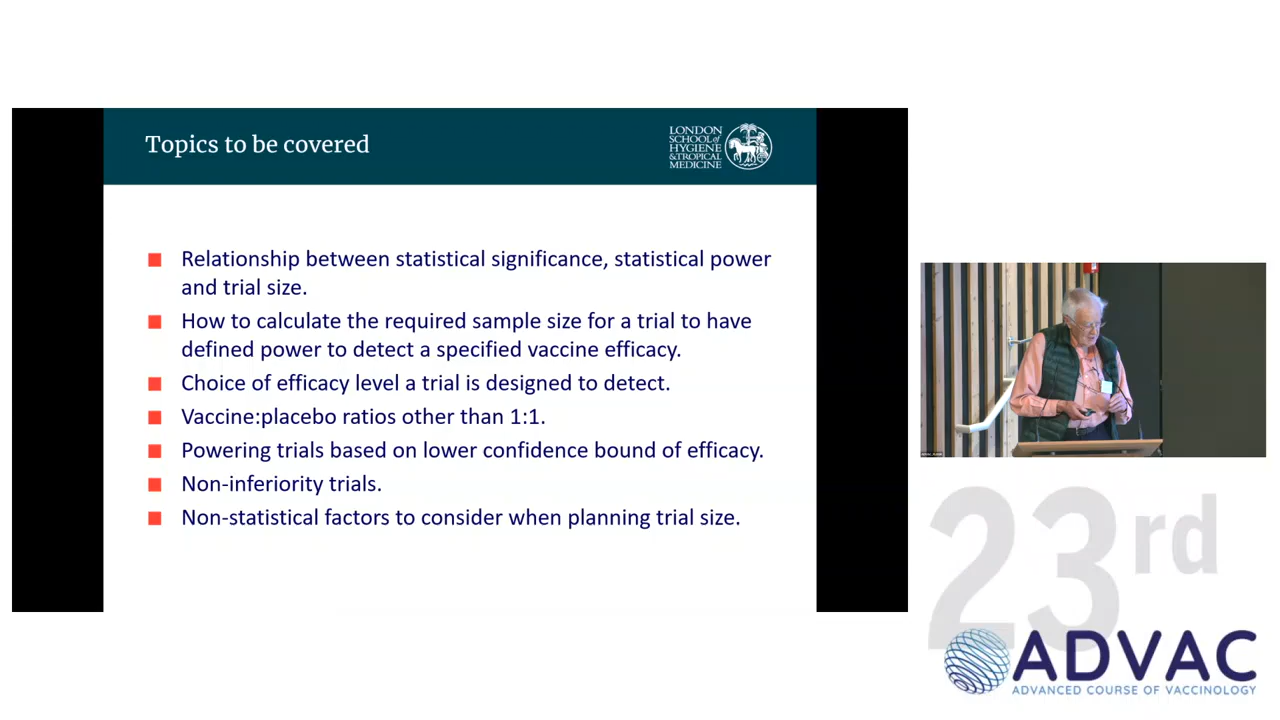 Topics to be covered
LONDON
SCHOOL of
HYGIENE
& TROPICAL
MEDICINE
Relationship between statistical significance, statistical power
and trial size.
How to calculate the required sample size for a trial to have
defined power to detect a specified vaccine efficacy.
Choice of efficacy level a trial is designed to detect.
Vaccine:placebo ratios other than 1:1.
Powering trials based on lower confidence bound of efficacy.
Non-inferiority trials.
Non-statistical factors to consider when planning trial size.
23rd
ADVAC
ADVANCED COURSE OF VACCINOLOGY